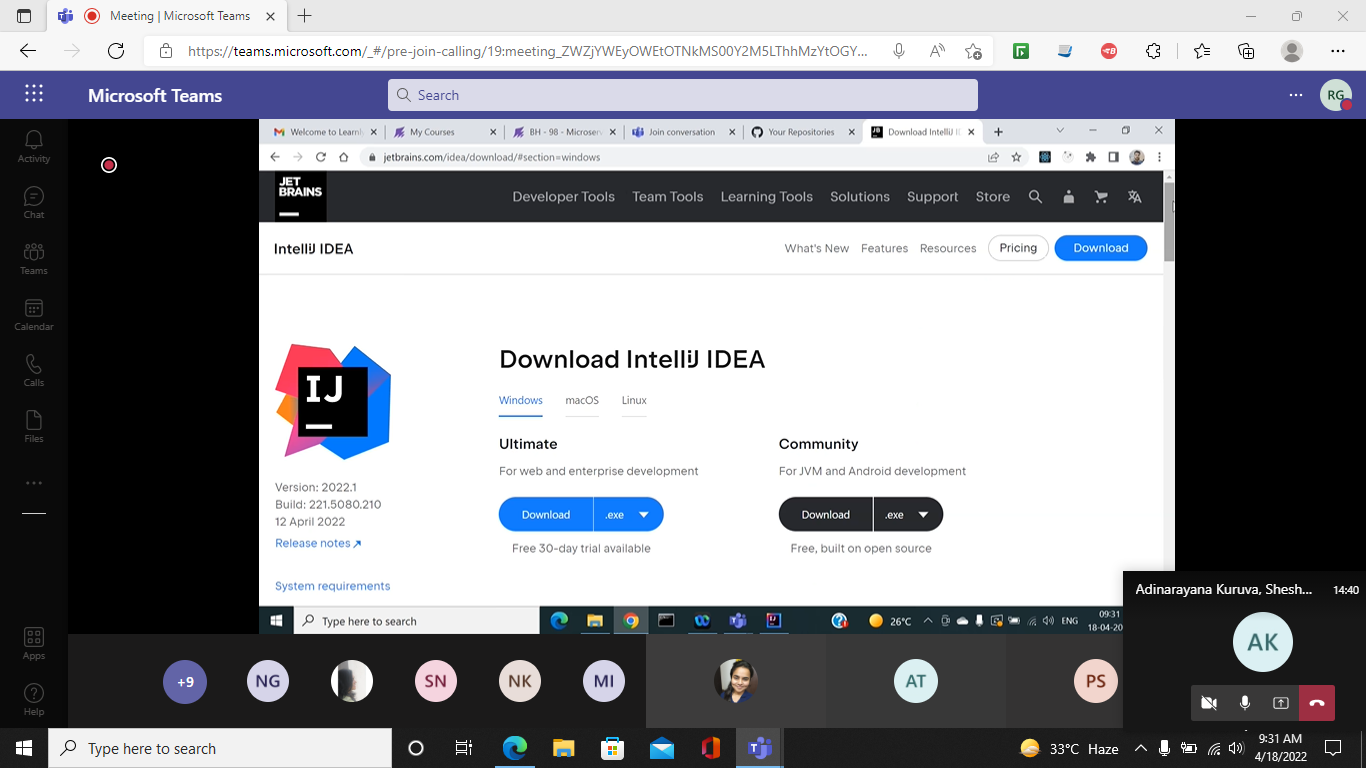 Meeting | Microsoft Teams
https://teams.microsoft.com/_#/pre-join-calling/19:meeting_ZWZjYWEyOWEtOTNkMS00Y2M5LThhMzYtOGY...
Microsoft Teams
Search
RG
Activity
Chat
Teams
Calendar
Calls
Files
Apps
Help
Welcome to Learn
My Courses
BH - 98 - Microser
Join conversation
Your Repositories
Download IntelliJ I
jetbrains.com/idea/download/#section=windows
JET
BRAINS
Developer Tools Team Tools Learning Tools Solutions Support Store
IntelliJ IDEA
What's New Features Resources Pricing Download
IJ
Download IntelliJ IDEA
Windows macOS Linux
Ultimate
For web and enterprise development
Download .exe
Free 30-day trial available
Community
For JVM and Android development
Download .exe
Free, built on open source
Version: 2022.1
Build: 221.5080.210
12 April 2022
Release notes
System requirements
Type here to search
26°C
ENG
09:31
18-04-20
Adinarayana Kuruva, Shesh...
14:40
AK
+9
NG
SN
NK
MI
AT
PS
Type here to search
33°C Haze
9:31 AM
4/18/2022